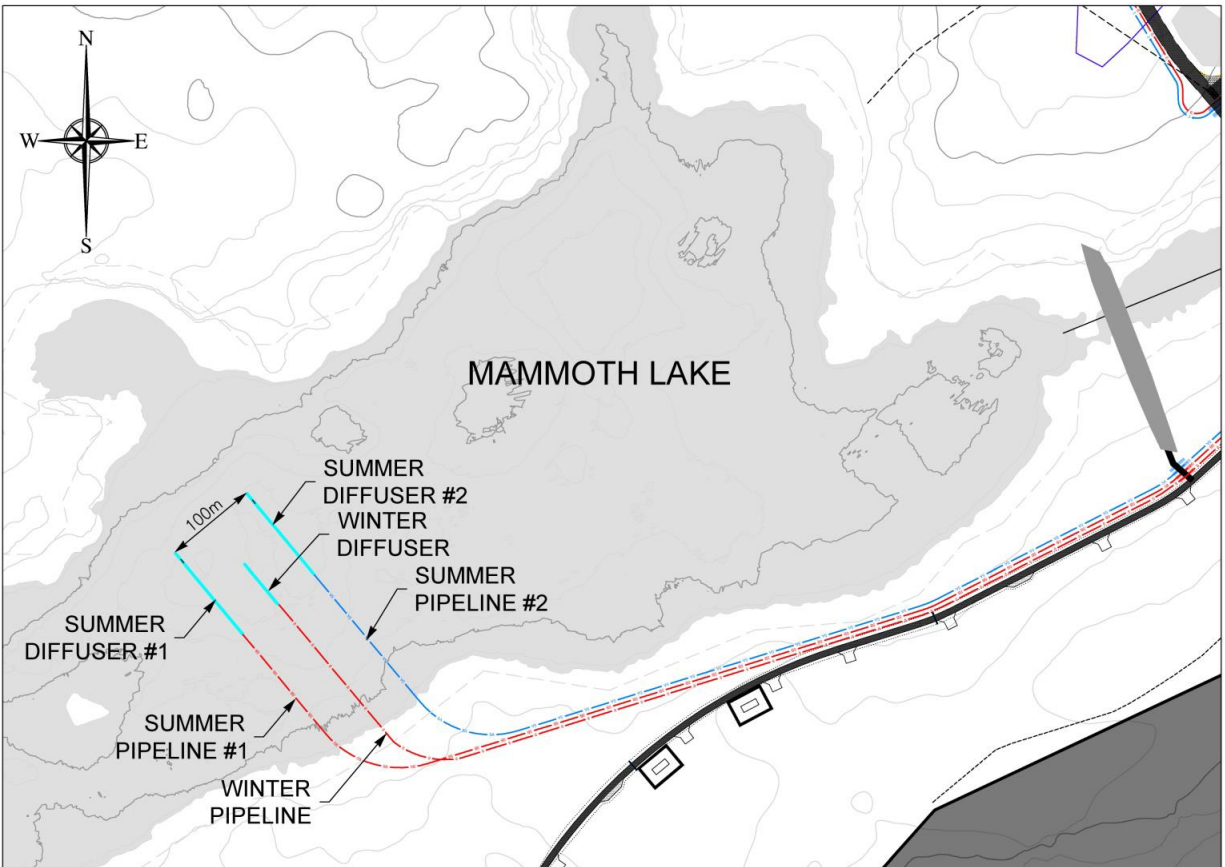 N
W
E
S
MAMMOTH LAKE
SUMMER
DIFFUSER #2
WINTER
DIFFUSER
SUMMER
PIPELINE #2
100m
SUMMER
DIFFUSER #1
SUMMER
PIPELINE #1
WINTER
PIPELINE